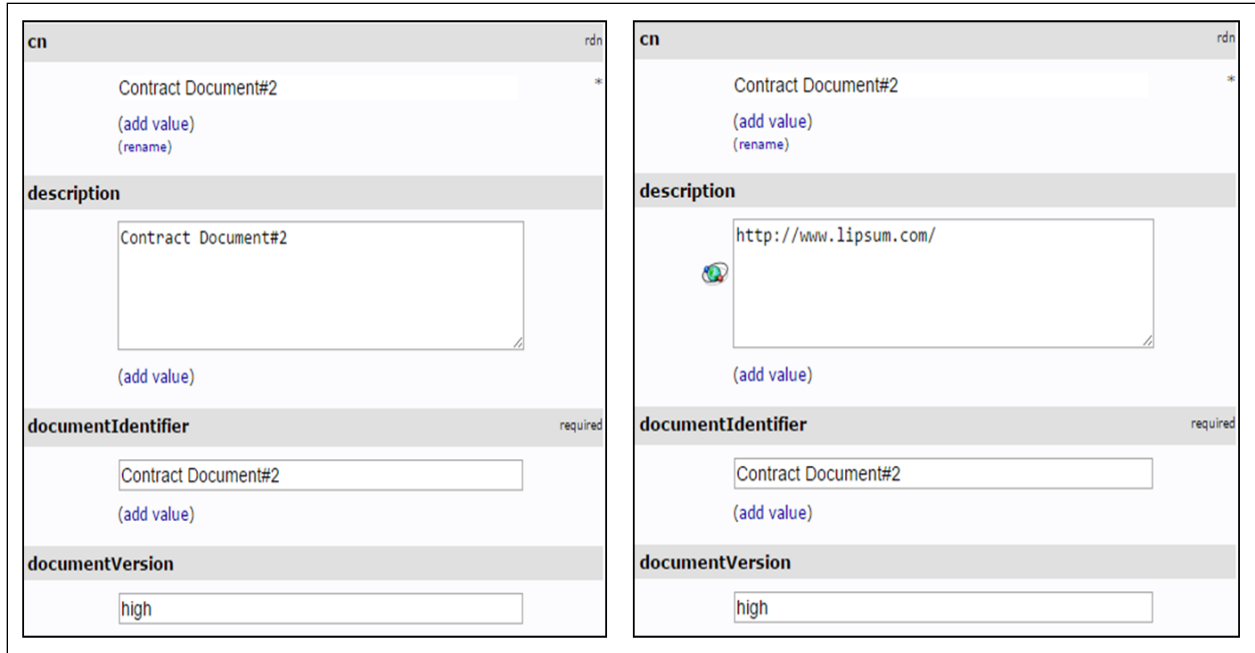 cn rdn
Contract Document#2 *
(add value)
(rename)
description
Contract Document#2
(add value)
documentIdentifier required
Contract Document#2
(add value)
documentVersion
high
cn rdn
Contract Document#2 *
(add value)
(rename)
description
http://www.lipsum.com/
(add value)
documentIdentifier required
Contract Document#2
(add value)
documentVersion
high